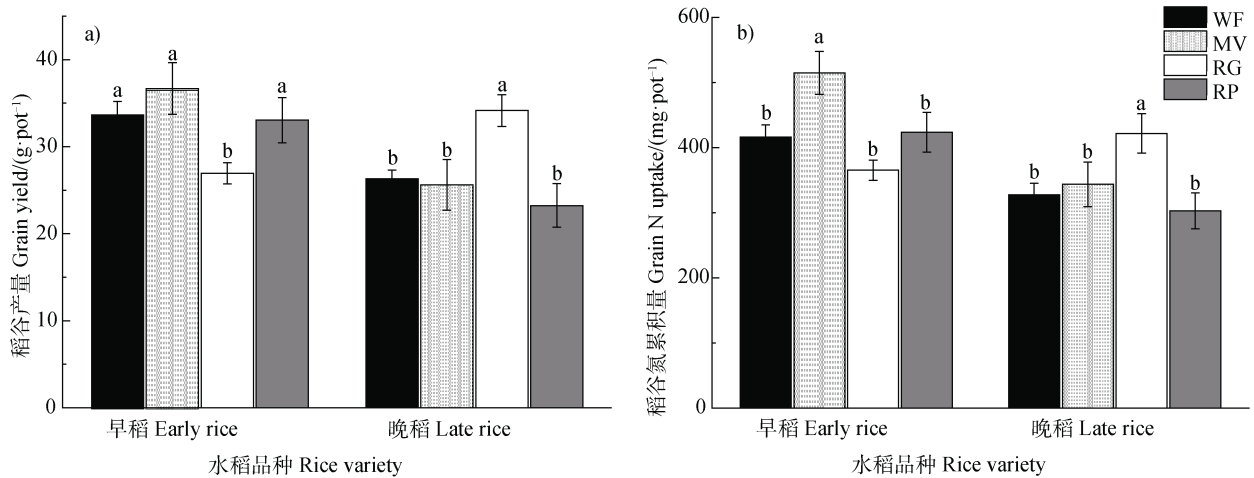 a)
稻谷产量 Grain yield/(g·pot⁻¹)
40
30
20
10
0
a
a
b
a
b
b
a
b
早稻 Early rice
晚稻 Late rice
水稻品种 Rice variety
b)
稻谷氮累积量 Grain N uptake/(mg·pot⁻¹)
600
400
200
0
b
a
b
b
b
b
a
b
早稻 Early rice
晚稻 Late rice
水稻品种 Rice variety
WF
MV
RG
RP